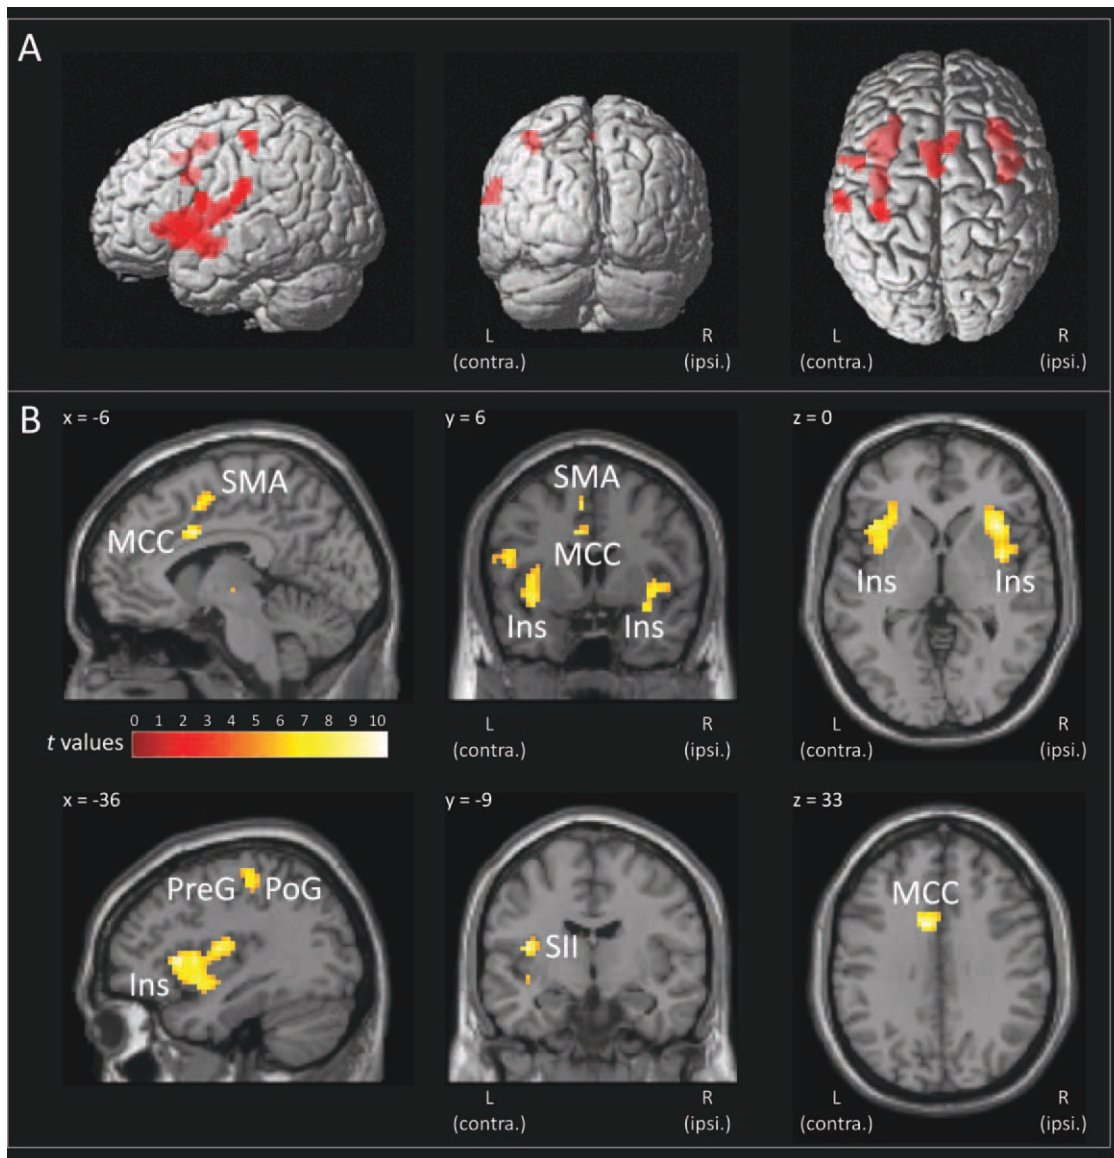 A
L
(contra.)
R
(ipsi.)
L
(contra.)
R
(ipsi.)
B
x = -6
SMA
MCC
y = 6
SMA
MCC
Ins
Ins
z = 0
Ins
Ins
0 1 2 3 4 5 6 7 8 9 10
t values
L
(contra.)
R
(ipsi.)
L
(contra.)
R
(ipsi.)
x = -36
PreG
PoG
Ins
y = -9
SII
z = 33
MCC
L
(contra.)
R
(ipsi.)
L
(contra.)
R
(ipsi.)